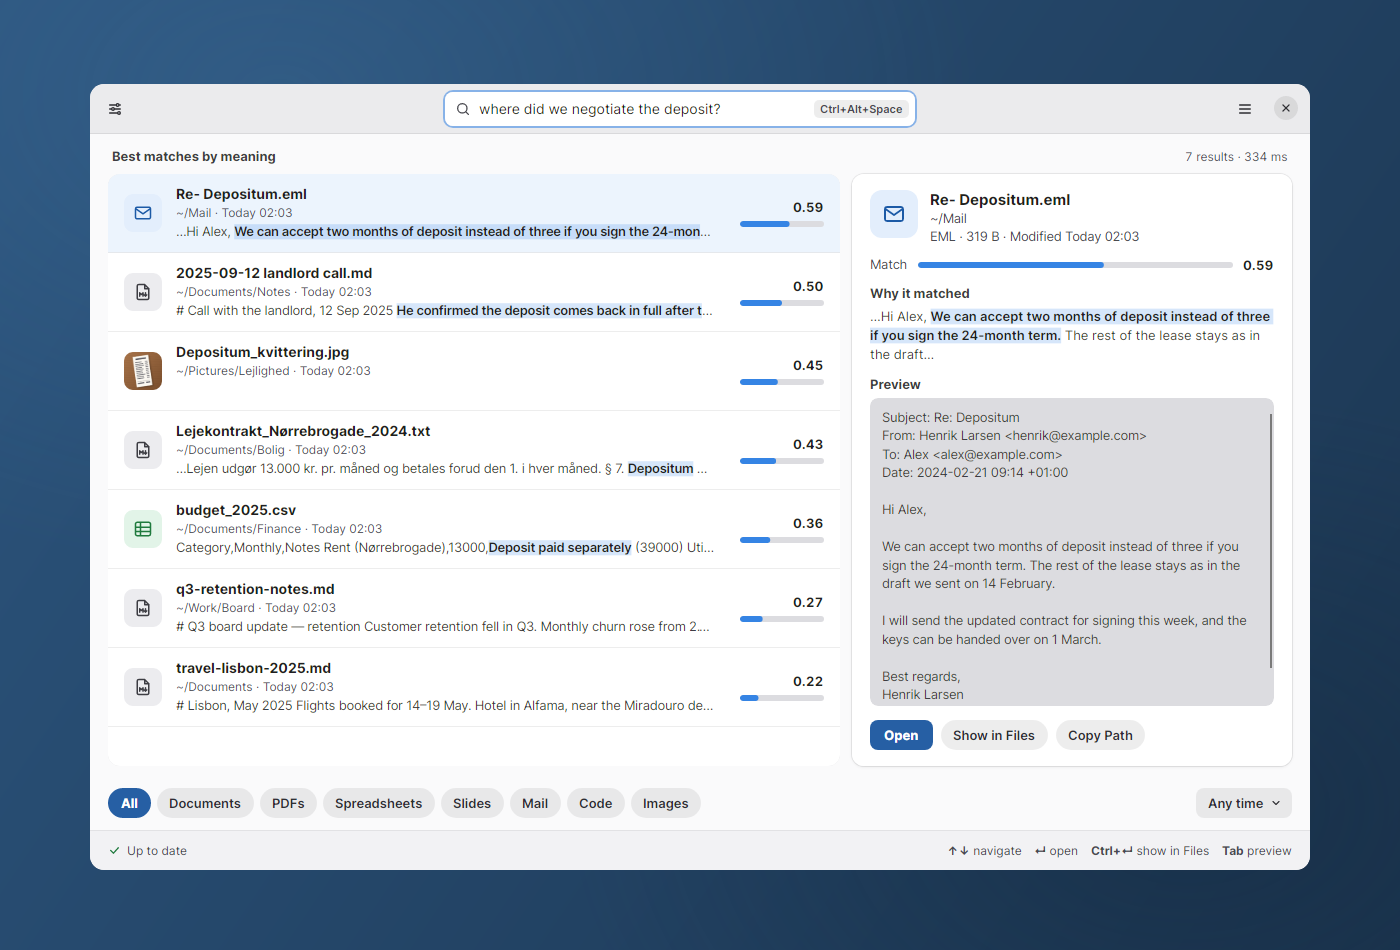 where did we negotiate the deposit?
Ctrl+Alt+Space
Best matches by meaning
7 results · 334 ms
Re- Depositum.eml
~/Mail · Today 02:03
...Hi Alex, We can accept two months of deposit instead of three if you sign the 24-mon...
0.59
2025-09-12 landlord call.md
~/Documents/Notes · Today 02:03
# Call with the landlord, 12 Sep 2025 He confirmed the deposit comes back in full after t...
0.50
Depositum_kvittering.jpg
~/Pictures/Lejlighed · Today 02:03
0.45
Lejekontrakt_Nørrebrogade_2024.txt
~/Documents/Bolig · Today 02:03
...Lejen udgør 13.000 kr. pr. måned og betales forud den 1. i hver måned. § 7. Depositum ...
0.43
budget_2025.csv
~/Documents/Finance · Today 02:03
Category,Monthly,Notes Rent (Nørrebrogade),13000,Deposit paid separately (39000) Uti...
0.36
q3-retention-notes.md
~/Work/Board · Today 02:03
# Q3 board update — retention Customer retention fell in Q3. Monthly churn rose from 2....
0.27
travel-lisbon-2025.md
~/Documents · Today 02:03
# Lisbon, May 2025 Flights booked for 14–19 May. Hotel in Alfama, near the Miradouro de...
0.22
Re- Depositum.eml
~/Mail
EML · 319 B · Modified Today 02:03
Match
0.59
Why it matched
...Hi Alex, We can accept two months of deposit instead of three
if you sign the 24-month term. The rest of the lease stays as in
the draft...
Preview
Subject: Re: Depositum
From: Henrik Larsen <henrik@example.com>
To: Alex <alex@example.com>
Date: 2024-02-21 09:14 +01:00
Hi Alex,
We can accept two months of deposit instead of three if you
sign the 24-month term. The rest of the lease stays as in the
draft we sent on 14 February.
I will send the updated contract for signing this week, and the
keys can be handed over on 1 March.
Best regards,
Henrik Larsen
Open
Show in Files
Copy Path
All
Documents
PDFs
Spreadsheets
Slides
Mail
Code
Images
Any time
Up to date
↑↓ navigate
↵ open
Ctrl+↵ show in Files
Tab preview